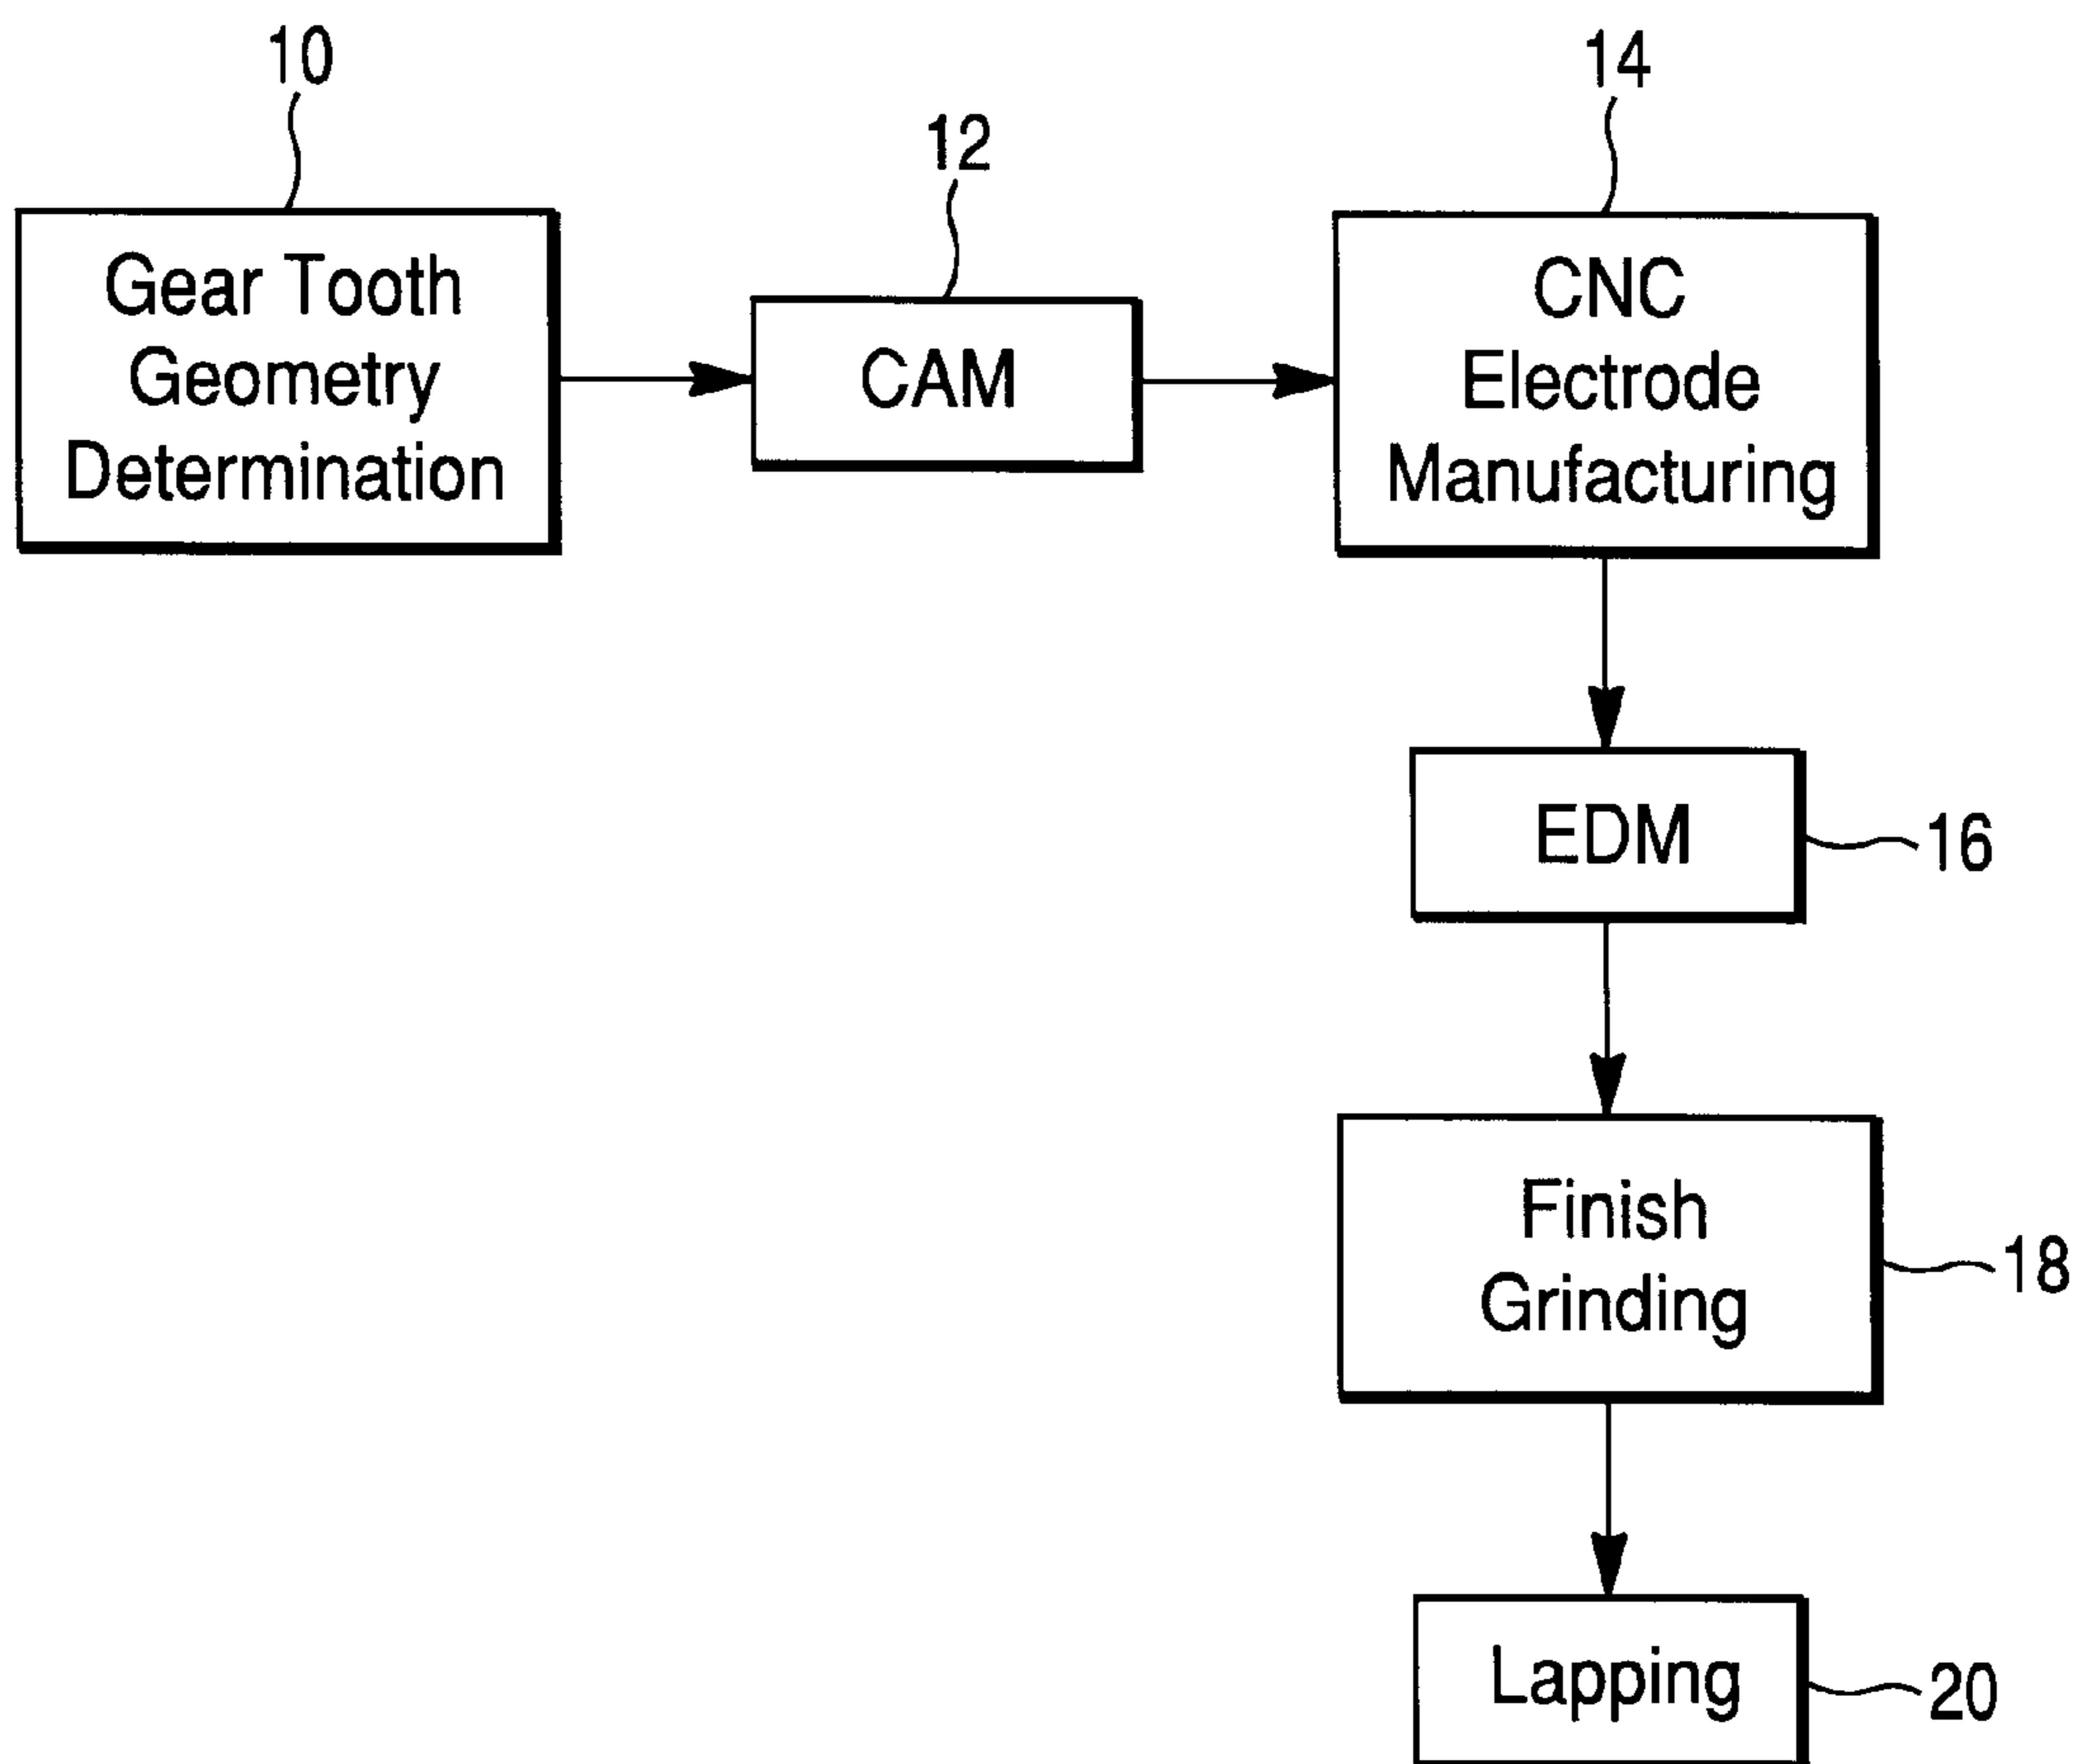 10
Gear Tooth
Geometry
Determination
12
CAM
14
CNC
Electrode
Manufacturing
EDM
16
Finish
Grinding
18
Lapping
20